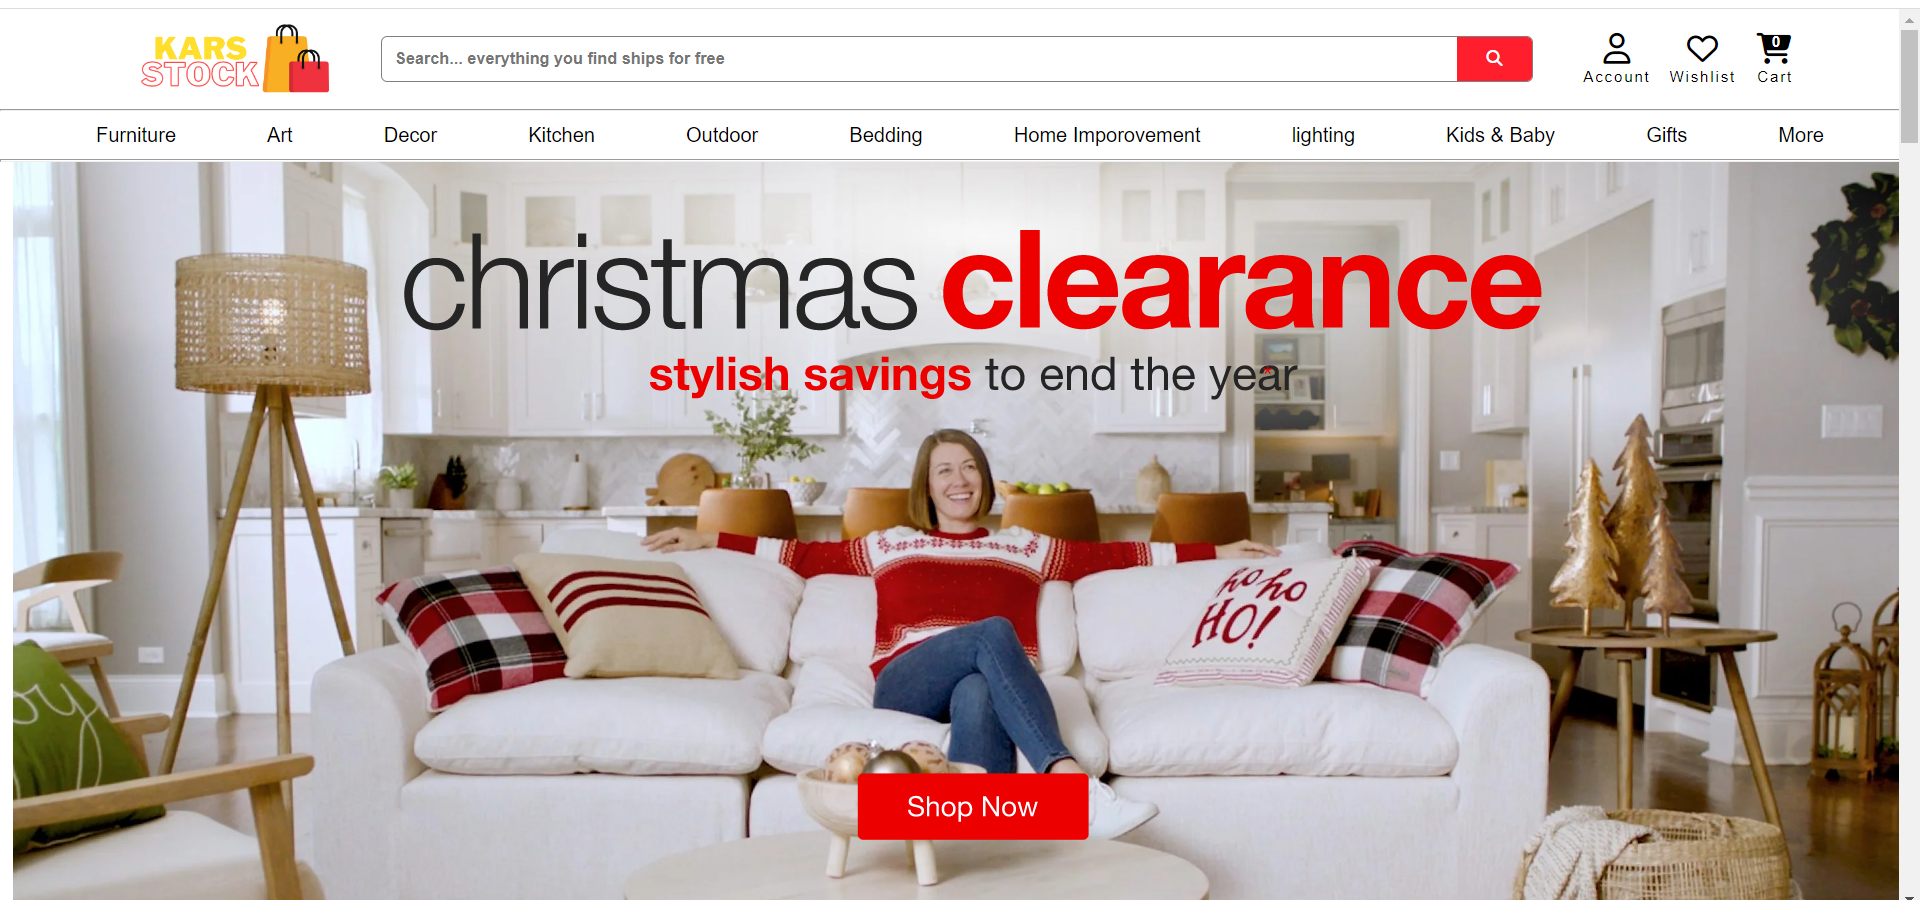 KARS
STOCK
Search... everything you find ships for free
0
Account
Wishlist
Cart
Furniture
Art
Decor
Kitchen
Outdoor
Bedding
Home Imporovement
lighting
Kids & Baby
Gifts
More
christmas clearance
stylish savings to end the year
ho ho
HO!
Shop Now